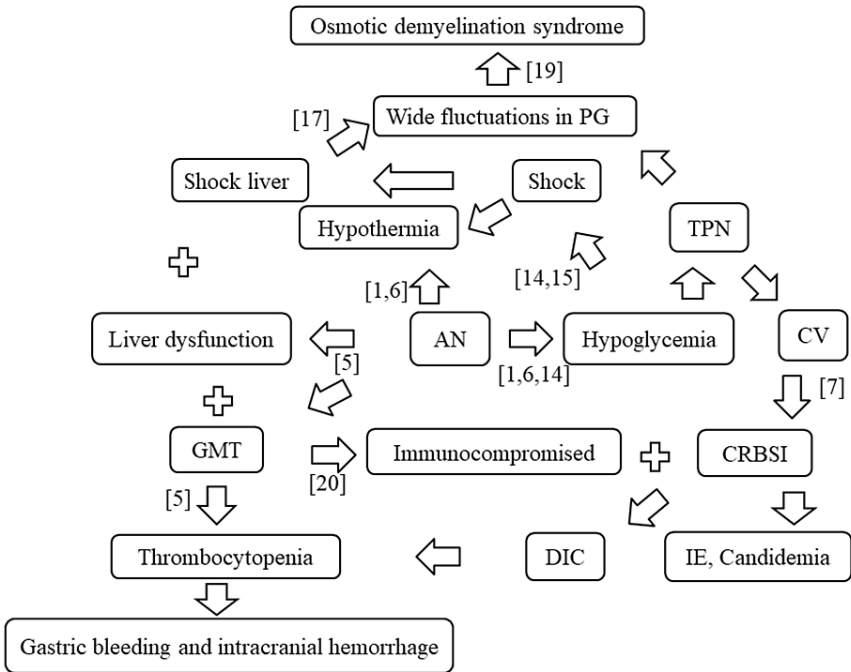 Osmotic demyelination syndrome
[19]
Wide fluctuations in PG
[17]
Shock liver
Shock
Hypothermia
TPN
[1,6]
[14,15]
Liver dysfunction
AN
Hypoglycemia
CV
[5]
[1,6,14]
[7]
GMT
Immunocompromised
CRBSI
[20]
[5]
Thrombocytopenia
DIC
IE, Candidemia
Gastric bleeding and intracranial hemorrhage